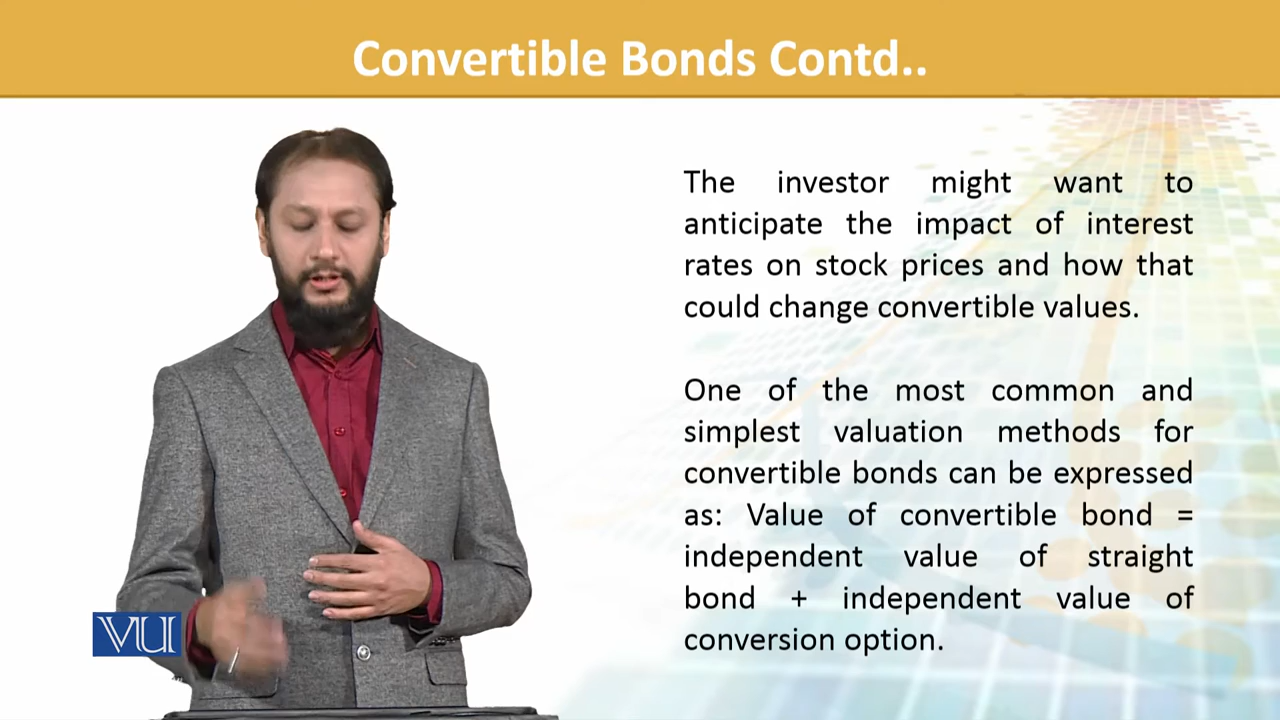 Convertible Bonds Contd..
The investor might want to
anticipate the impact of interest
rates on stock prices and how that
could change convertible values.
One of the most common and
simplest valuation methods for
convertible bonds can be expressed
as: Value of convertible bond =
independent value of straight
bond + independent value of
conversion option.
VU